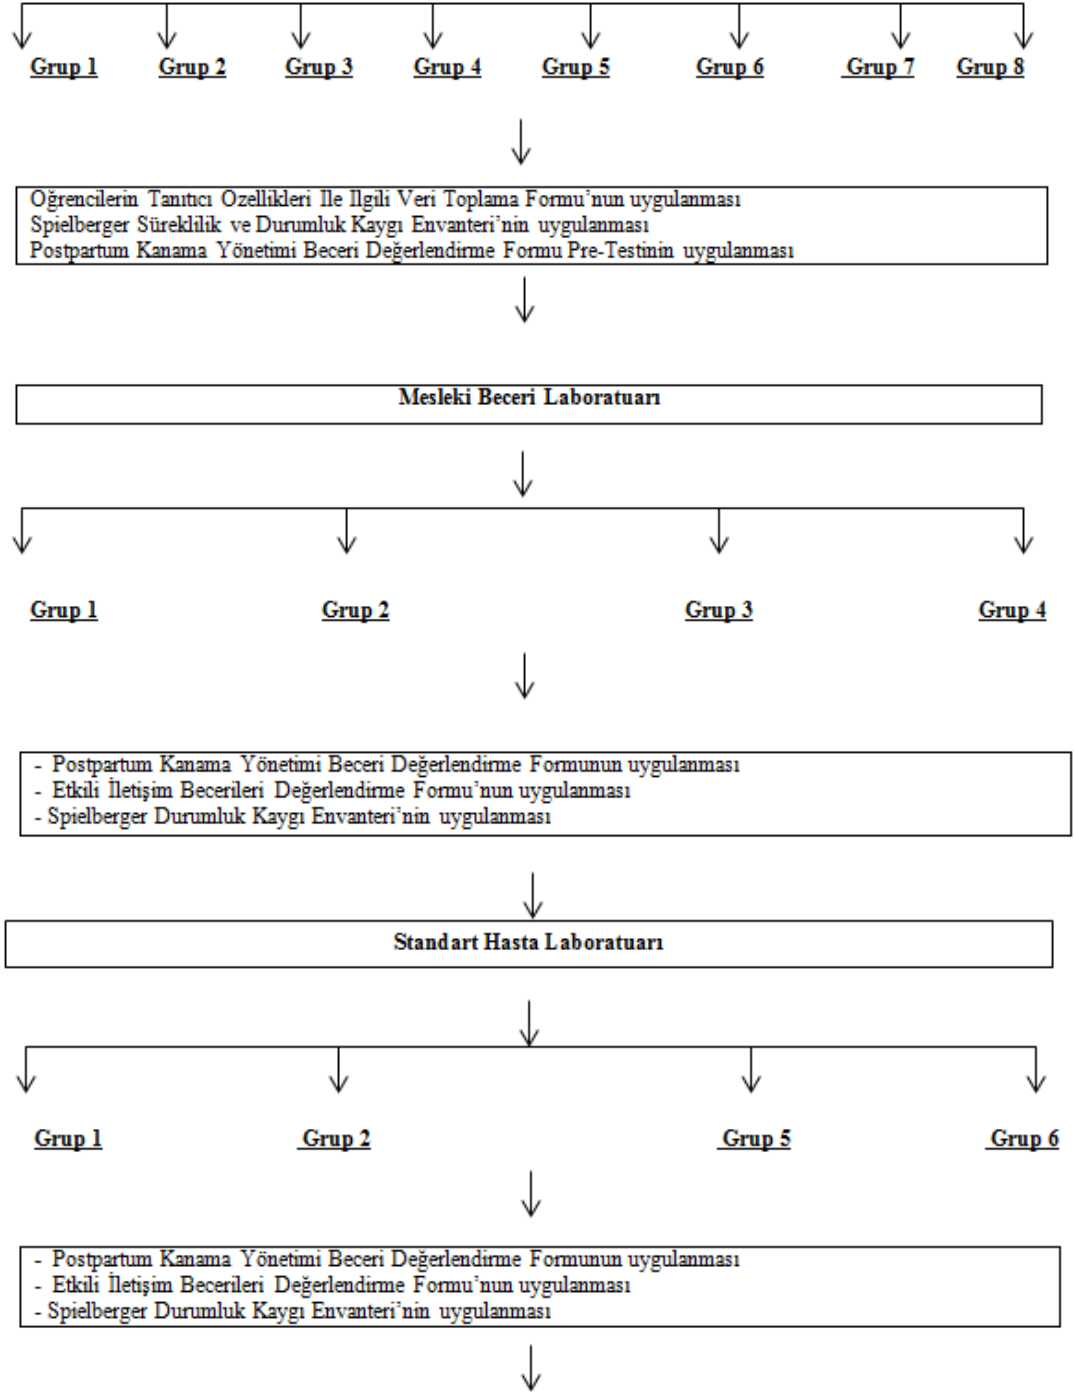 Grup 1 Grup 2 Grup 3 Grup 4 Grup 5 Grup 6 Grup 7 Grup 8
Öğrencilerin Tanıtıcı Özellikleri Ile Ilgili Veri Toplama Formu’nun uygulanması
Spielberger Süreklilik ve Durumluk Kaygı Envanteri’nin uygulanması
Postpartum Kanama Yönetimi Beceri Değerlendirme Formu Pre-Testinin uygulanması
Mesleki Beceri Laboratuarı
Grup 1 Grup 2 Grup 3 Grup 4
- Postpartum Kanama Yönetimi Beceri Değerlendirme Formunun uygulanması
- Etkili İletişim Becerileri Değerlendirme Formu’nun uygulanması
- Spielberger Durumluk Kaygı Envanteri’nin uygulanması
Standart Hasta Laboratuarı
Grup 1 Grup 2 Grup 5 Grup 6
- Postpartum Kanama Yönetimi Beceri Değerlendirme Formunun uygulanması
- Etkili İletişim Becerileri Değerlendirme Formu’nun uygulanması
- Spielberger Durumluk Kaygı Envanteri’nin uygulanması